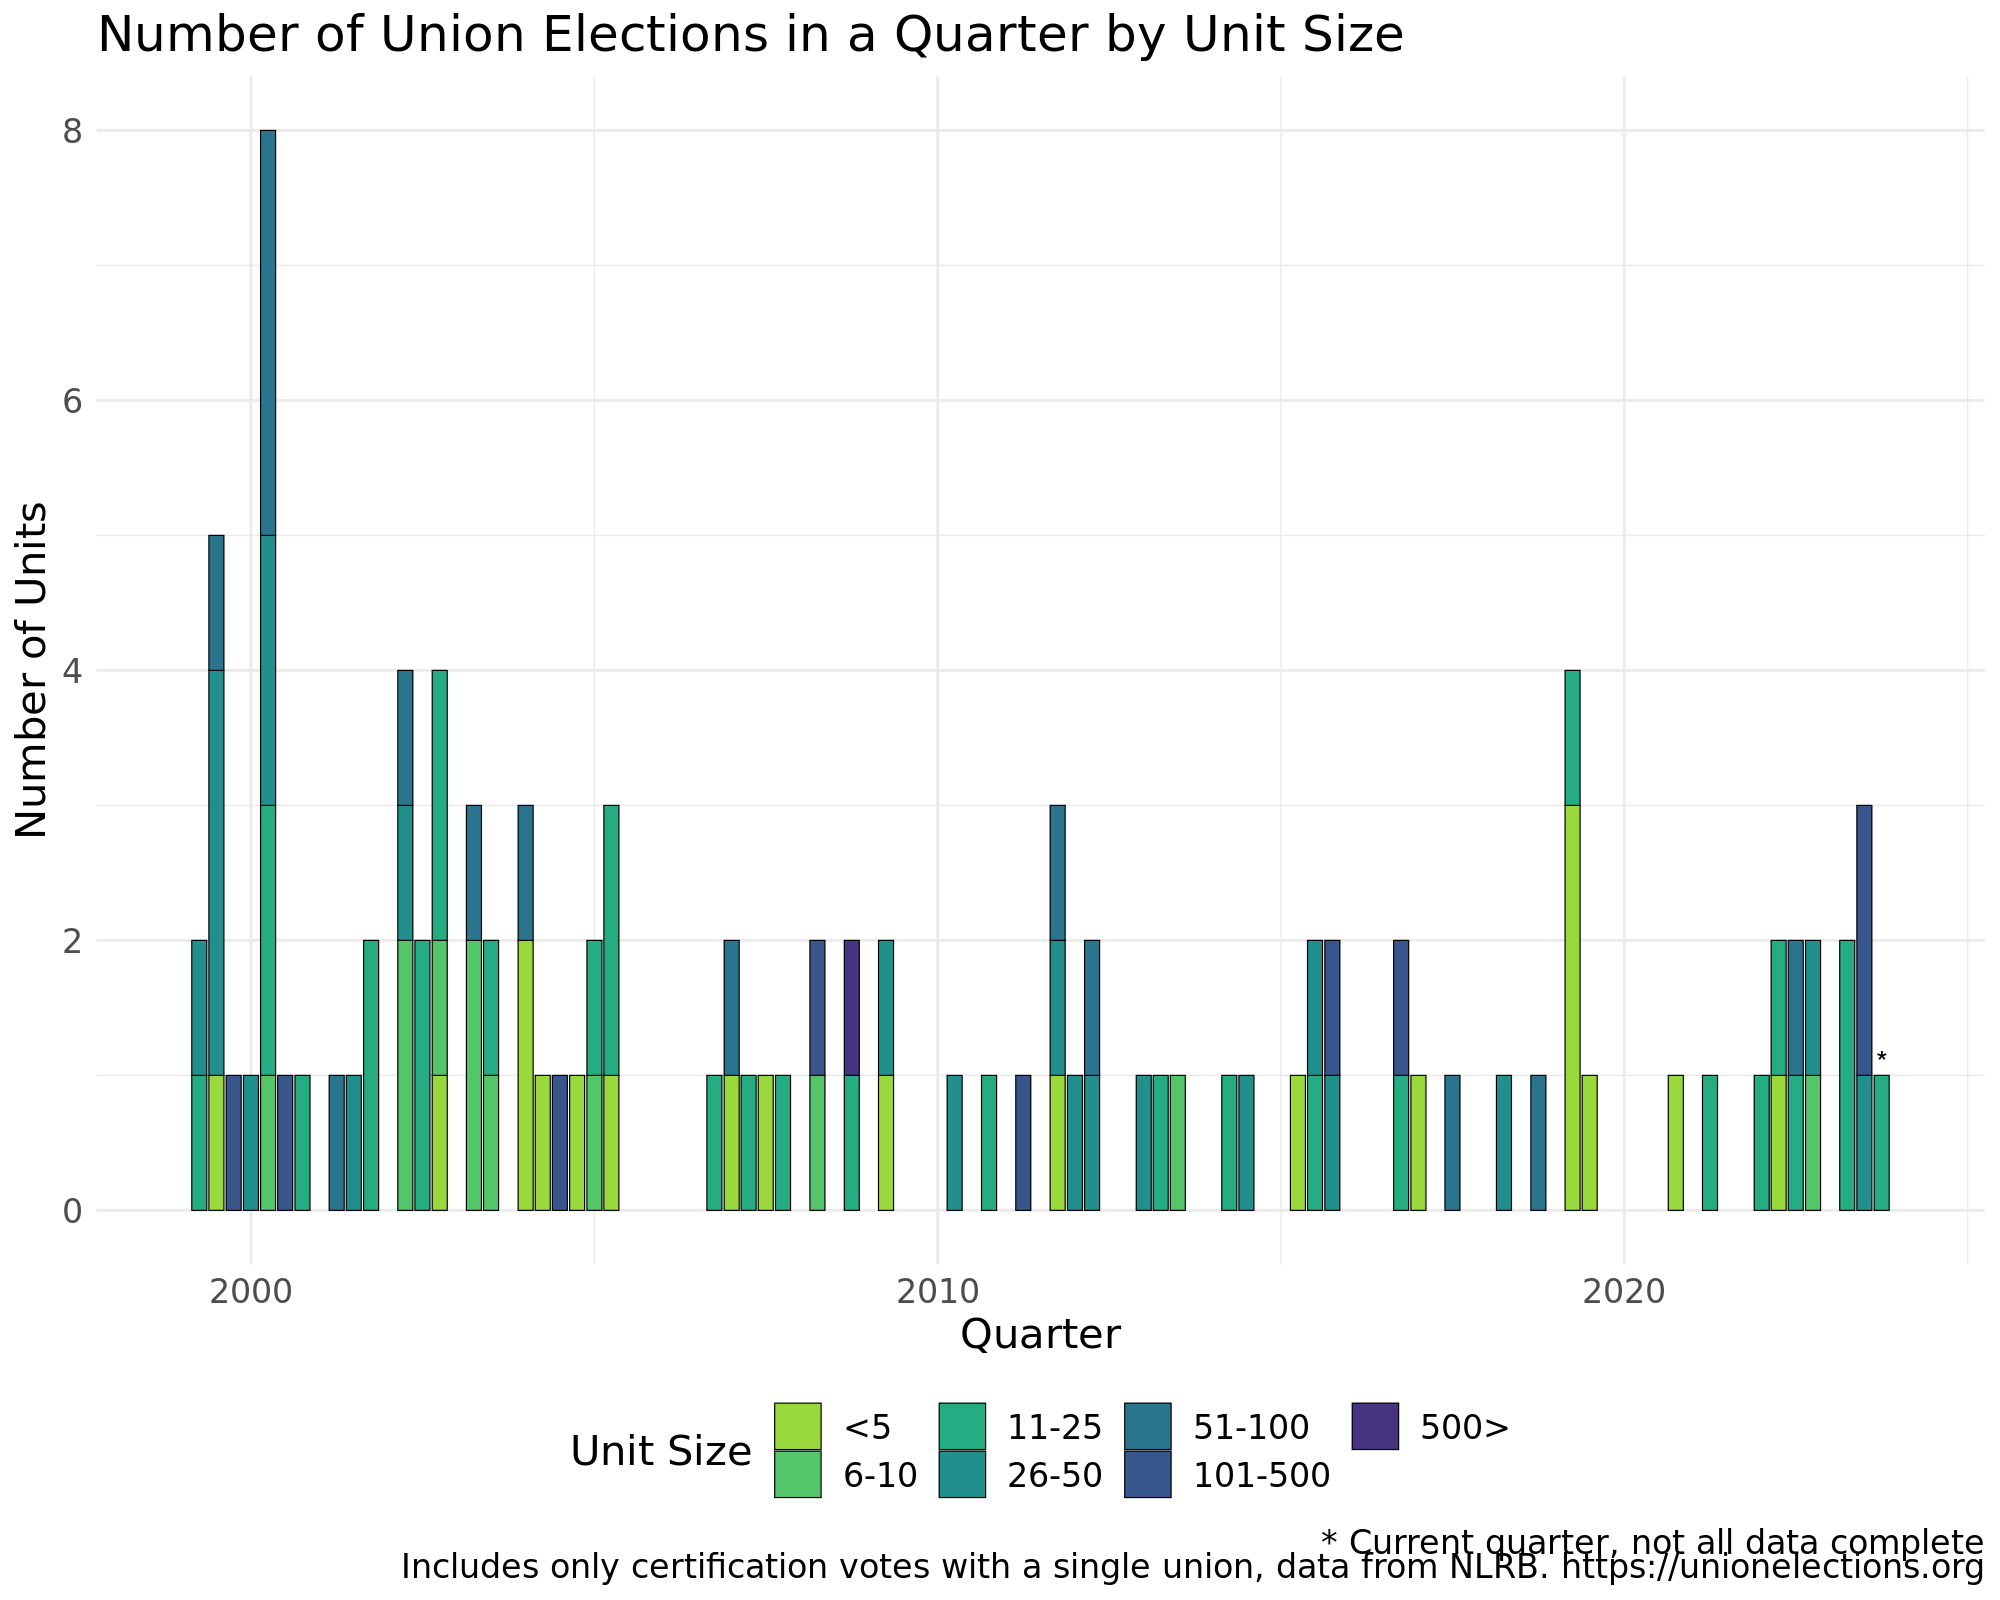 Number of Union Elections in a Quarter by Unit Size
Number of Units
8
6
4
2
0
*
2000 2010 2020
Quarter
Unit Size
<5 11-25 51-100 500>
6-10 26-50 101-500
* Current quarter, not all data complete
Includes only certification votes with a single union, data from NLRB. https://unionelections.org